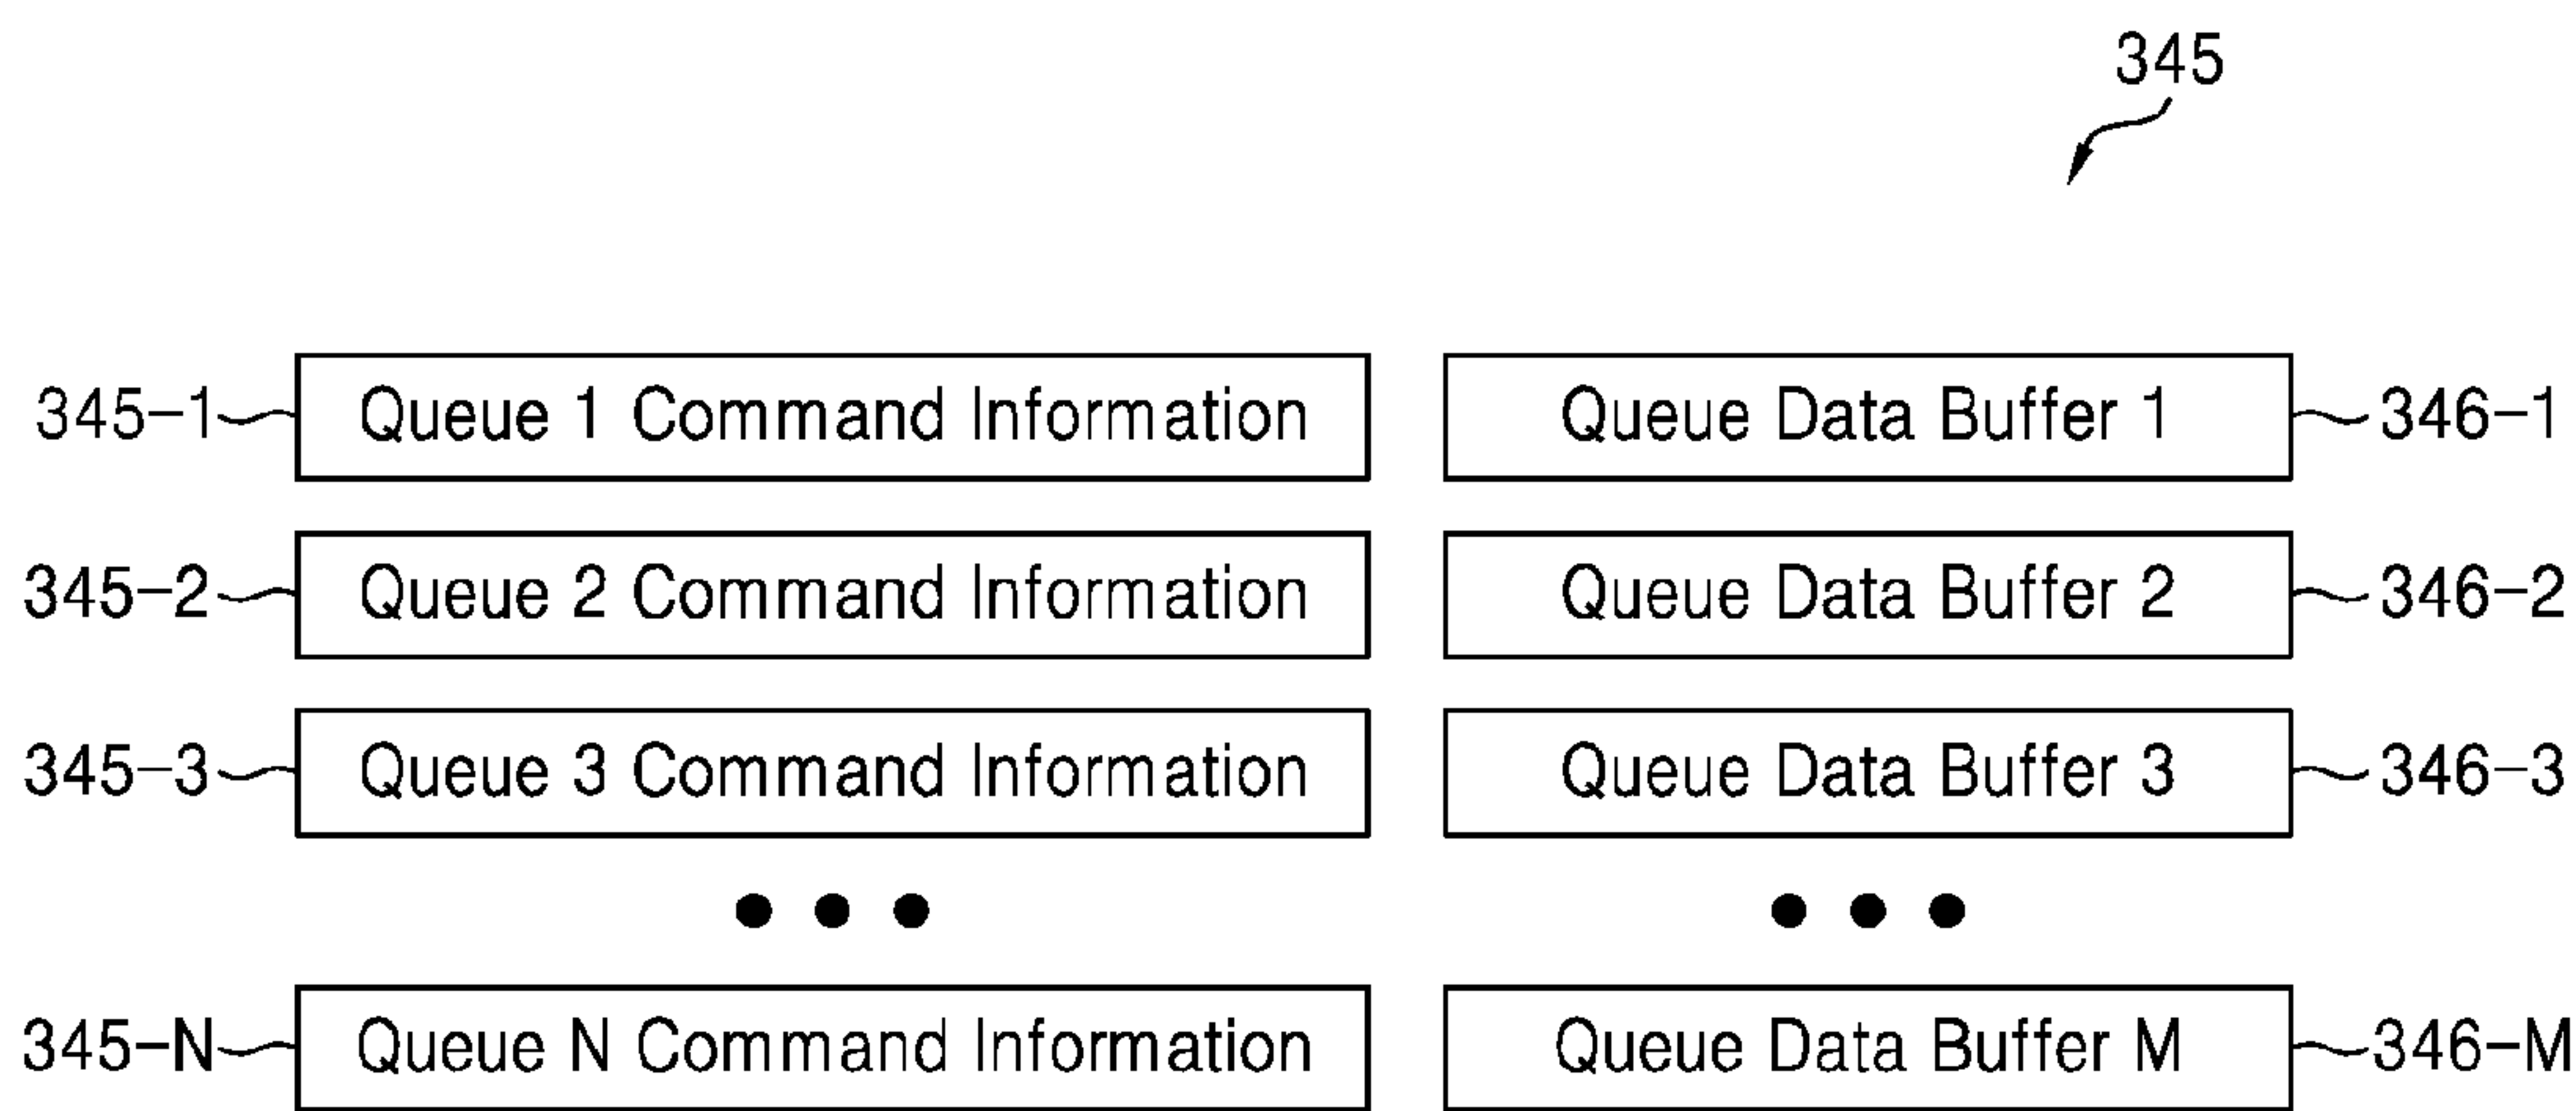 345
345-1 Queue 1 Command Information Queue Data Buffer 1 346-1
345-2 Queue 2 Command Information Queue Data Buffer 2 346-2
345-3 Queue 3 Command Information Queue Data Buffer 3 346-3
345-N Queue N Command Information Queue Data Buffer M 346-M